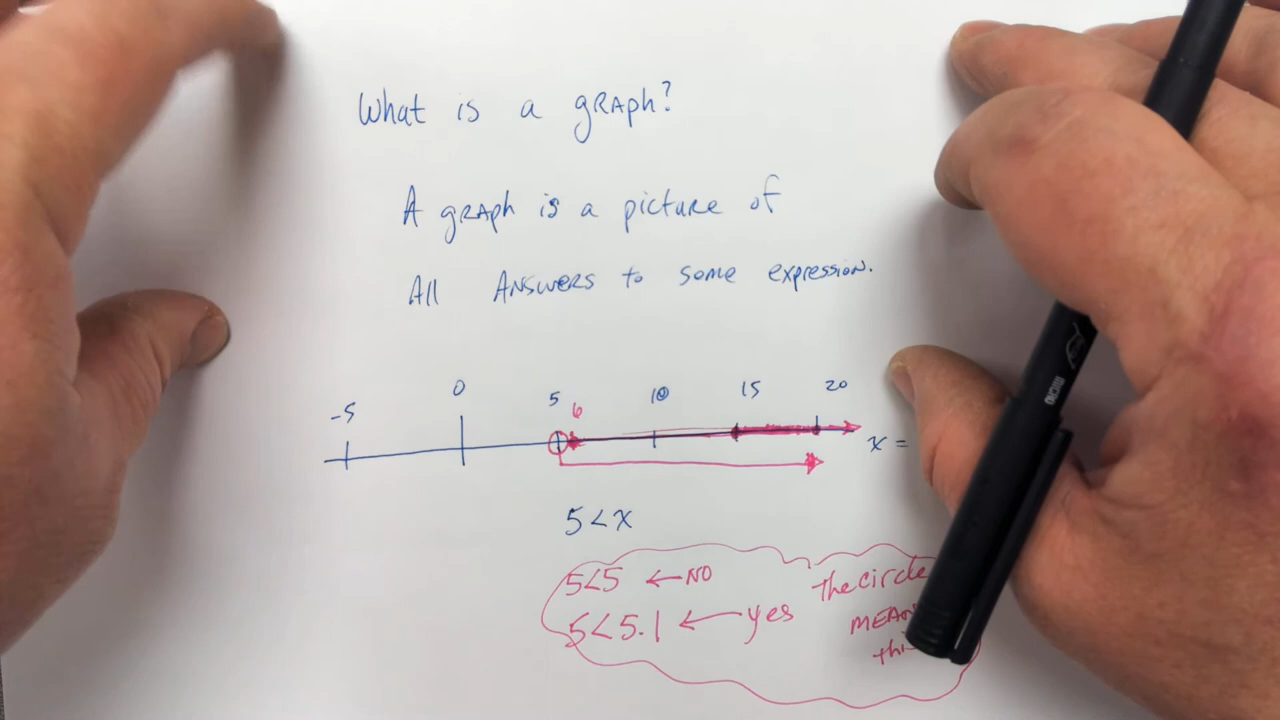 What is a graph?
A graph is a picture of
All Answers to some expression.
-5 0 5 6 10 15 20
x =
5<x
5<5 ← NO
5<5.1 ← yes
the circle
MICRO